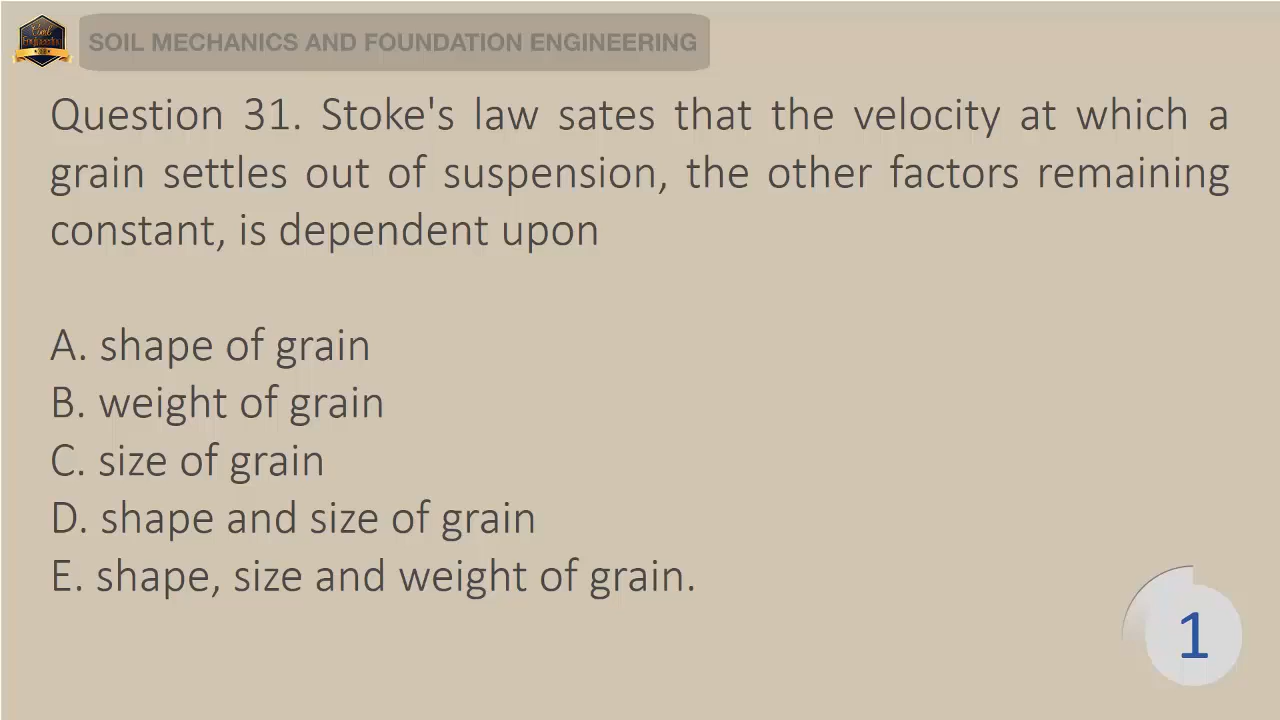 Civil
Engineering
SOIL MECHANICS AND FOUNDATION ENGINEERING
Question 31. Stoke's law sates that the velocity at which a
grain settles out of suspension, the other factors remaining
constant, is dependent upon
A. shape of grain
B. weight of grain
C. size of grain
D. shape and size of grain
E. shape, size and weight of grain.
1